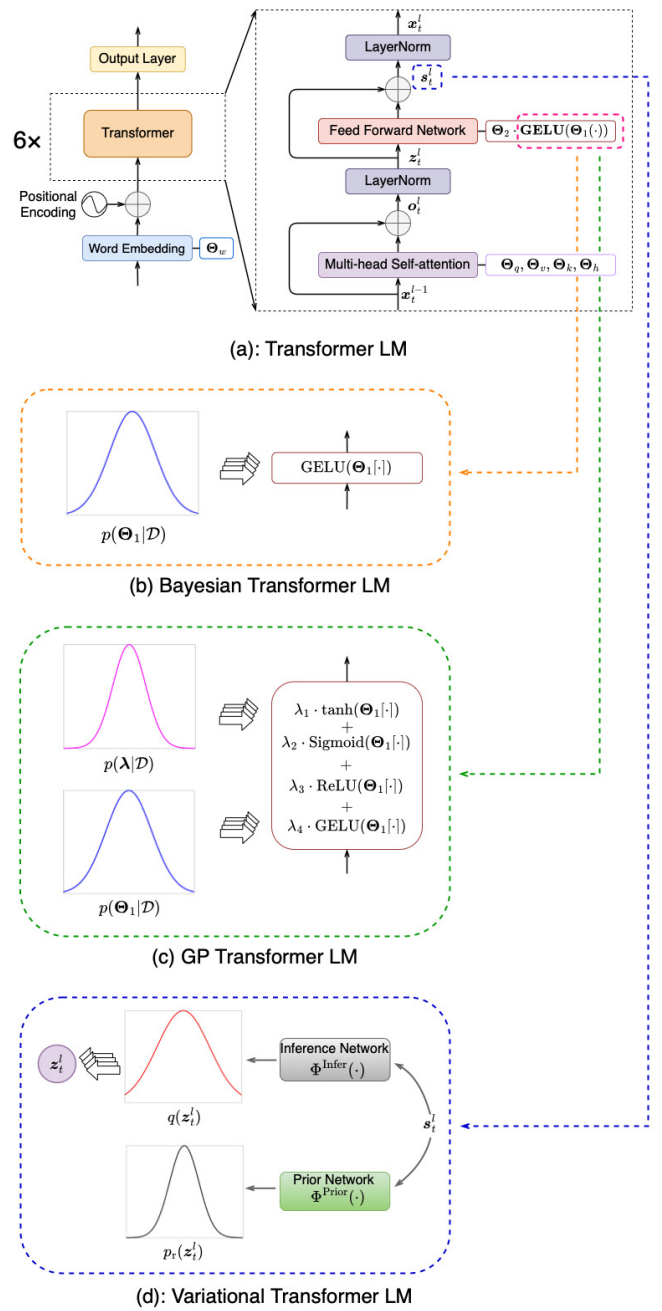 Output Layer
6×
Transformer
Positional
Encoding
Word Embedding
Θ_w
x_t^l
LayerNorm
s_t^l
Feed Forward Network
Θ_2 · GELU(Θ_1(·))
z_t^l
LayerNorm
o_t^l
Multi-head Self-attention
Θ_q, Θ_v, Θ_k, Θ_h
x_t^{l-1}
(a): Transformer LM
GELU(Θ_1[·])
p(Θ_1|D)
(b) Bayesian Transformer LM
p(λ|D)
p(Θ_1|D)
λ_1 · tanh(Θ_1[·])
+
λ_2 · Sigmoid(Θ_1[·])
+
λ_3 · ReLU(Θ_1[·])
+
λ_4 · GELU(Θ_1[·])
(c) GP Transformer LM
z_t^l
q(z_t^l)
Inference Network
Φ^{Infer}(·)
s_t^l
Prior Network
Φ^{Prior}(·)
p_r(z_t^l)
(d): Variational Transformer LM